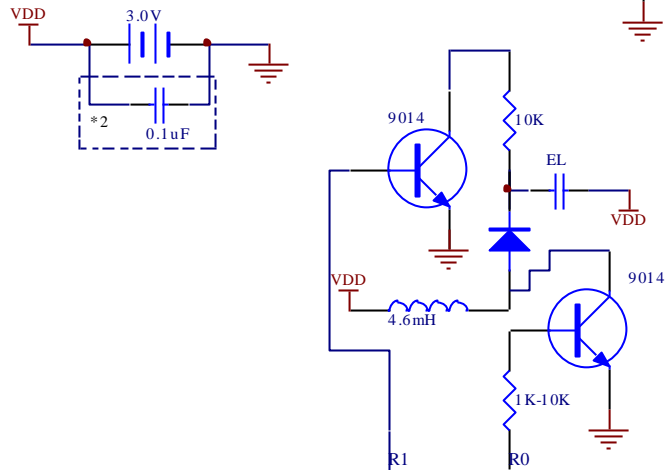 VDD
3.0V
*2
0.1uF
9014
10K
EL
VDD
VDD
4.6mH
9014
1K-10K
R1
R0